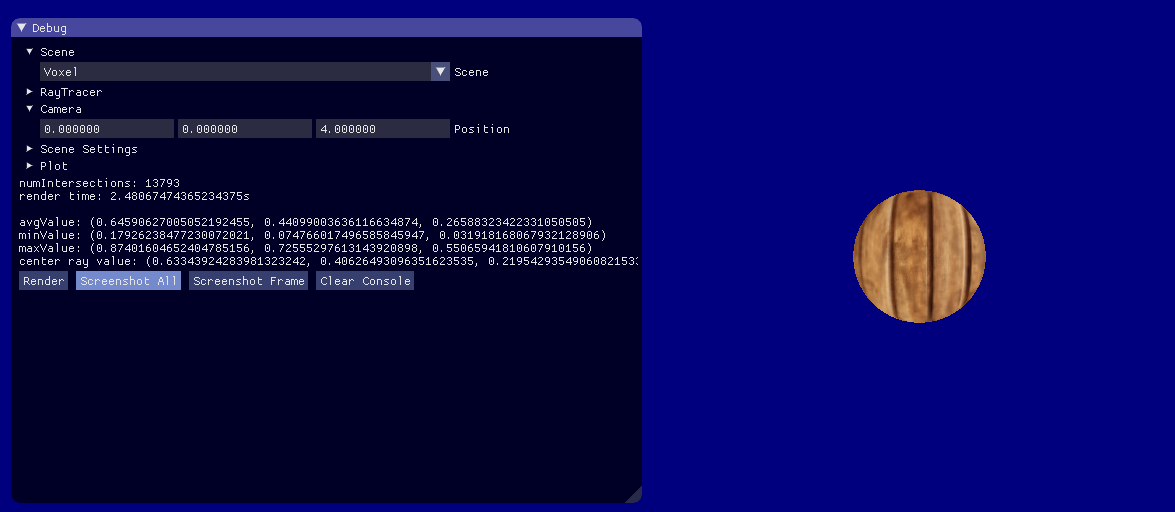 Debug
Scene
Voxel Scene
RayTracer
Camera
0.000000 0.000000 4.000000 Position
Scene Settings
Plot
numIntersections: 13793
render time: 2.48067474365234375s
avgValue: (0.64590627005052192455, 0.44099003636116634874, 0.26588323422331050505)
minValue: (0.17926238477230072021, 0.074766017496585845947, 0.031918168067932128906)
maxValue: (0.87401604652404785156, 0.72555297613143920898, 0.55065941810607910156)
center ray value: (0.63343924283981323242, 0.40626493096351623535, 0.2195429354906082153
Render Screenshot All Screenshot Frame Clear Console